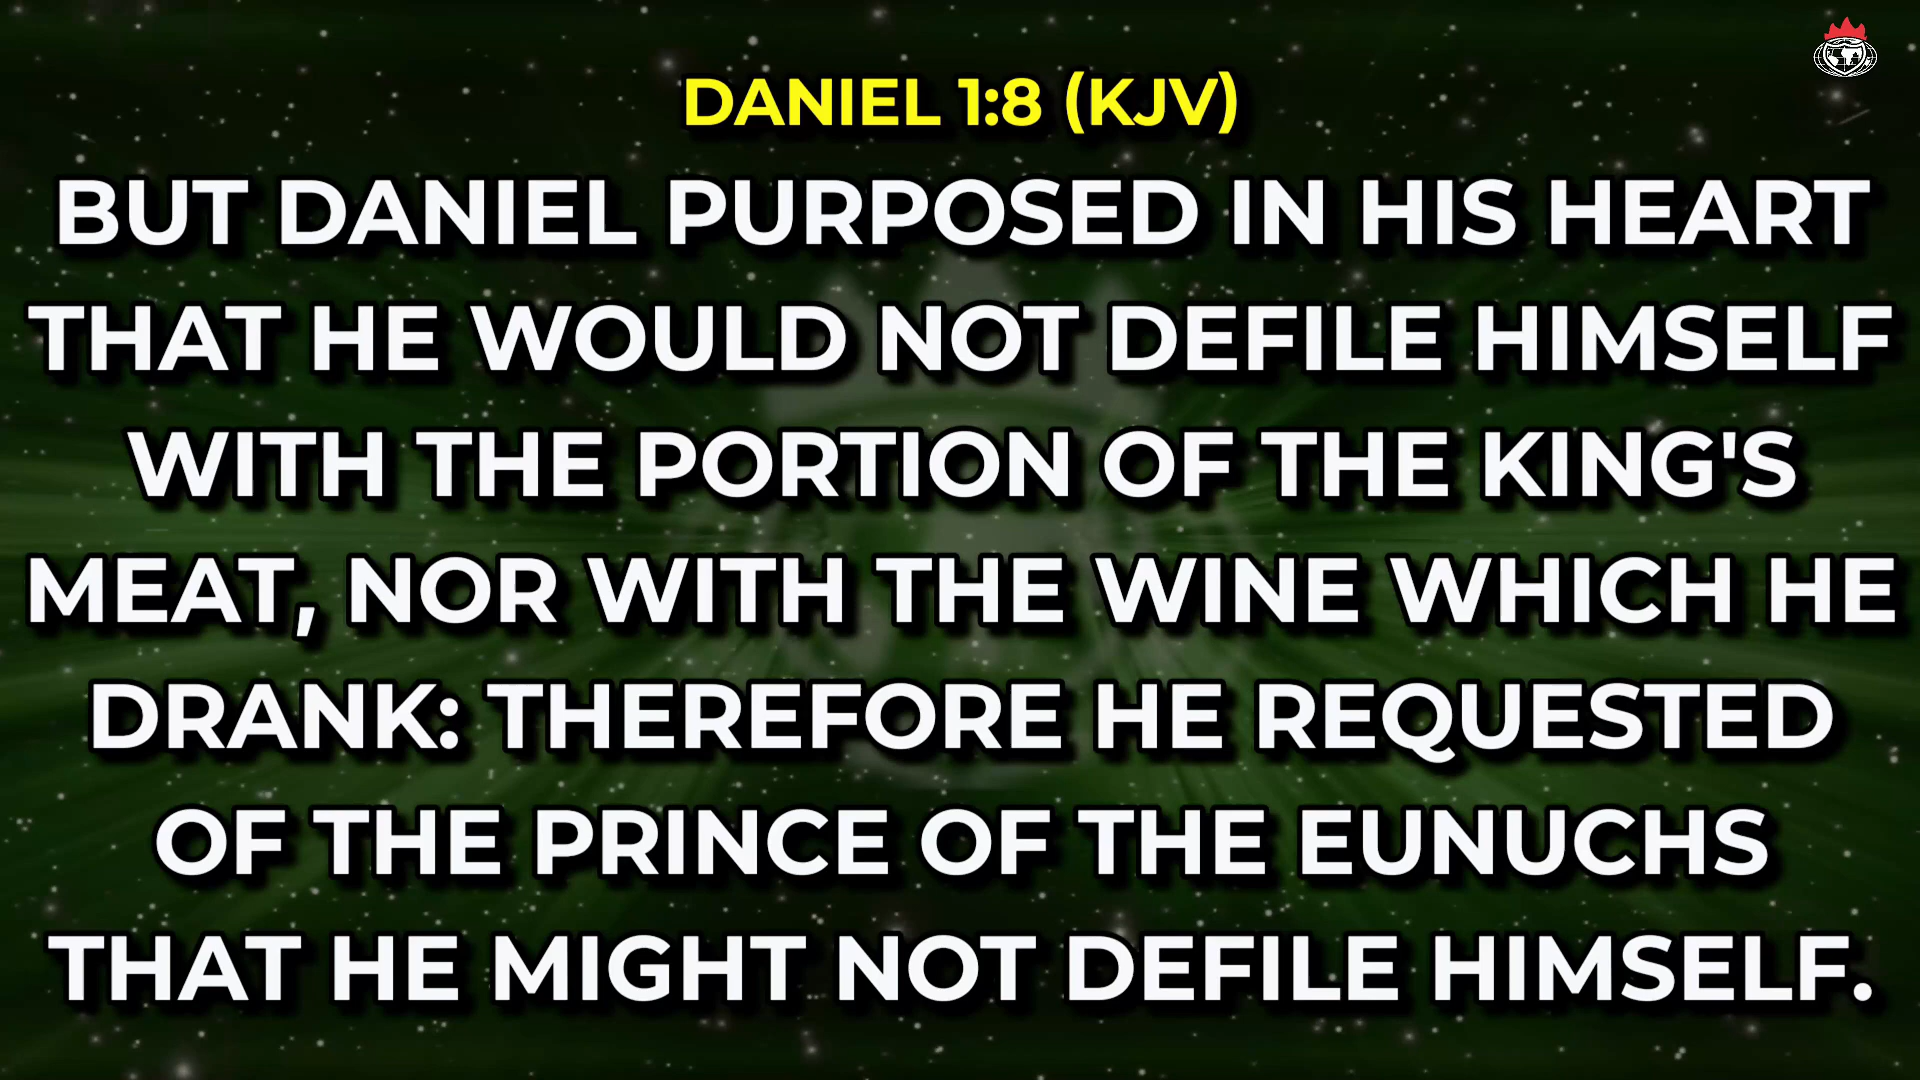 DANIEL 1:8 (KJV)
BUT DANIEL PURPOSED IN HIS HEART
THAT HE WOULD NOT DEFILE HIMSELF
WITH THE PORTION OF THE KING'S
MEAT, NOR WITH THE WINE WHICH HE
DRANK: THEREFORE HE REQUESTED
OF THE PRINCE OF THE EUNUCHS
THAT HE MIGHT NOT DEFILE HIMSELF.